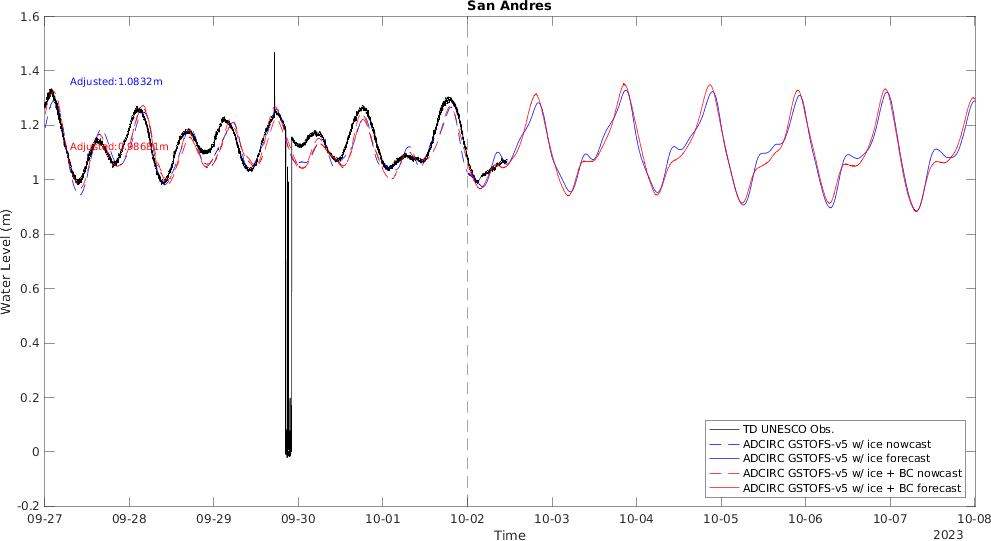 San Andres
1.6
1.4
1.2
1
0.8
0.6
0.4
0.2
0
-0.2
Water Level (m)
Adjusted:1.0832m
TD UNESCO Obs.
ADCIRC GSTOFS-v5 w/ ice nowcast
ADCIRC GSTOFS-v5 w/ ice forecast
ADCIRC GSTOFS-v5 w/ ice + BC nowcast
ADCIRC GSTOFS-v5 w/ ice + BC forecast
09-27 09-28 09-29 09-30 10-01 10-02 10-03 10-04 10-05 10-06 10-07 10-08
Time
2023